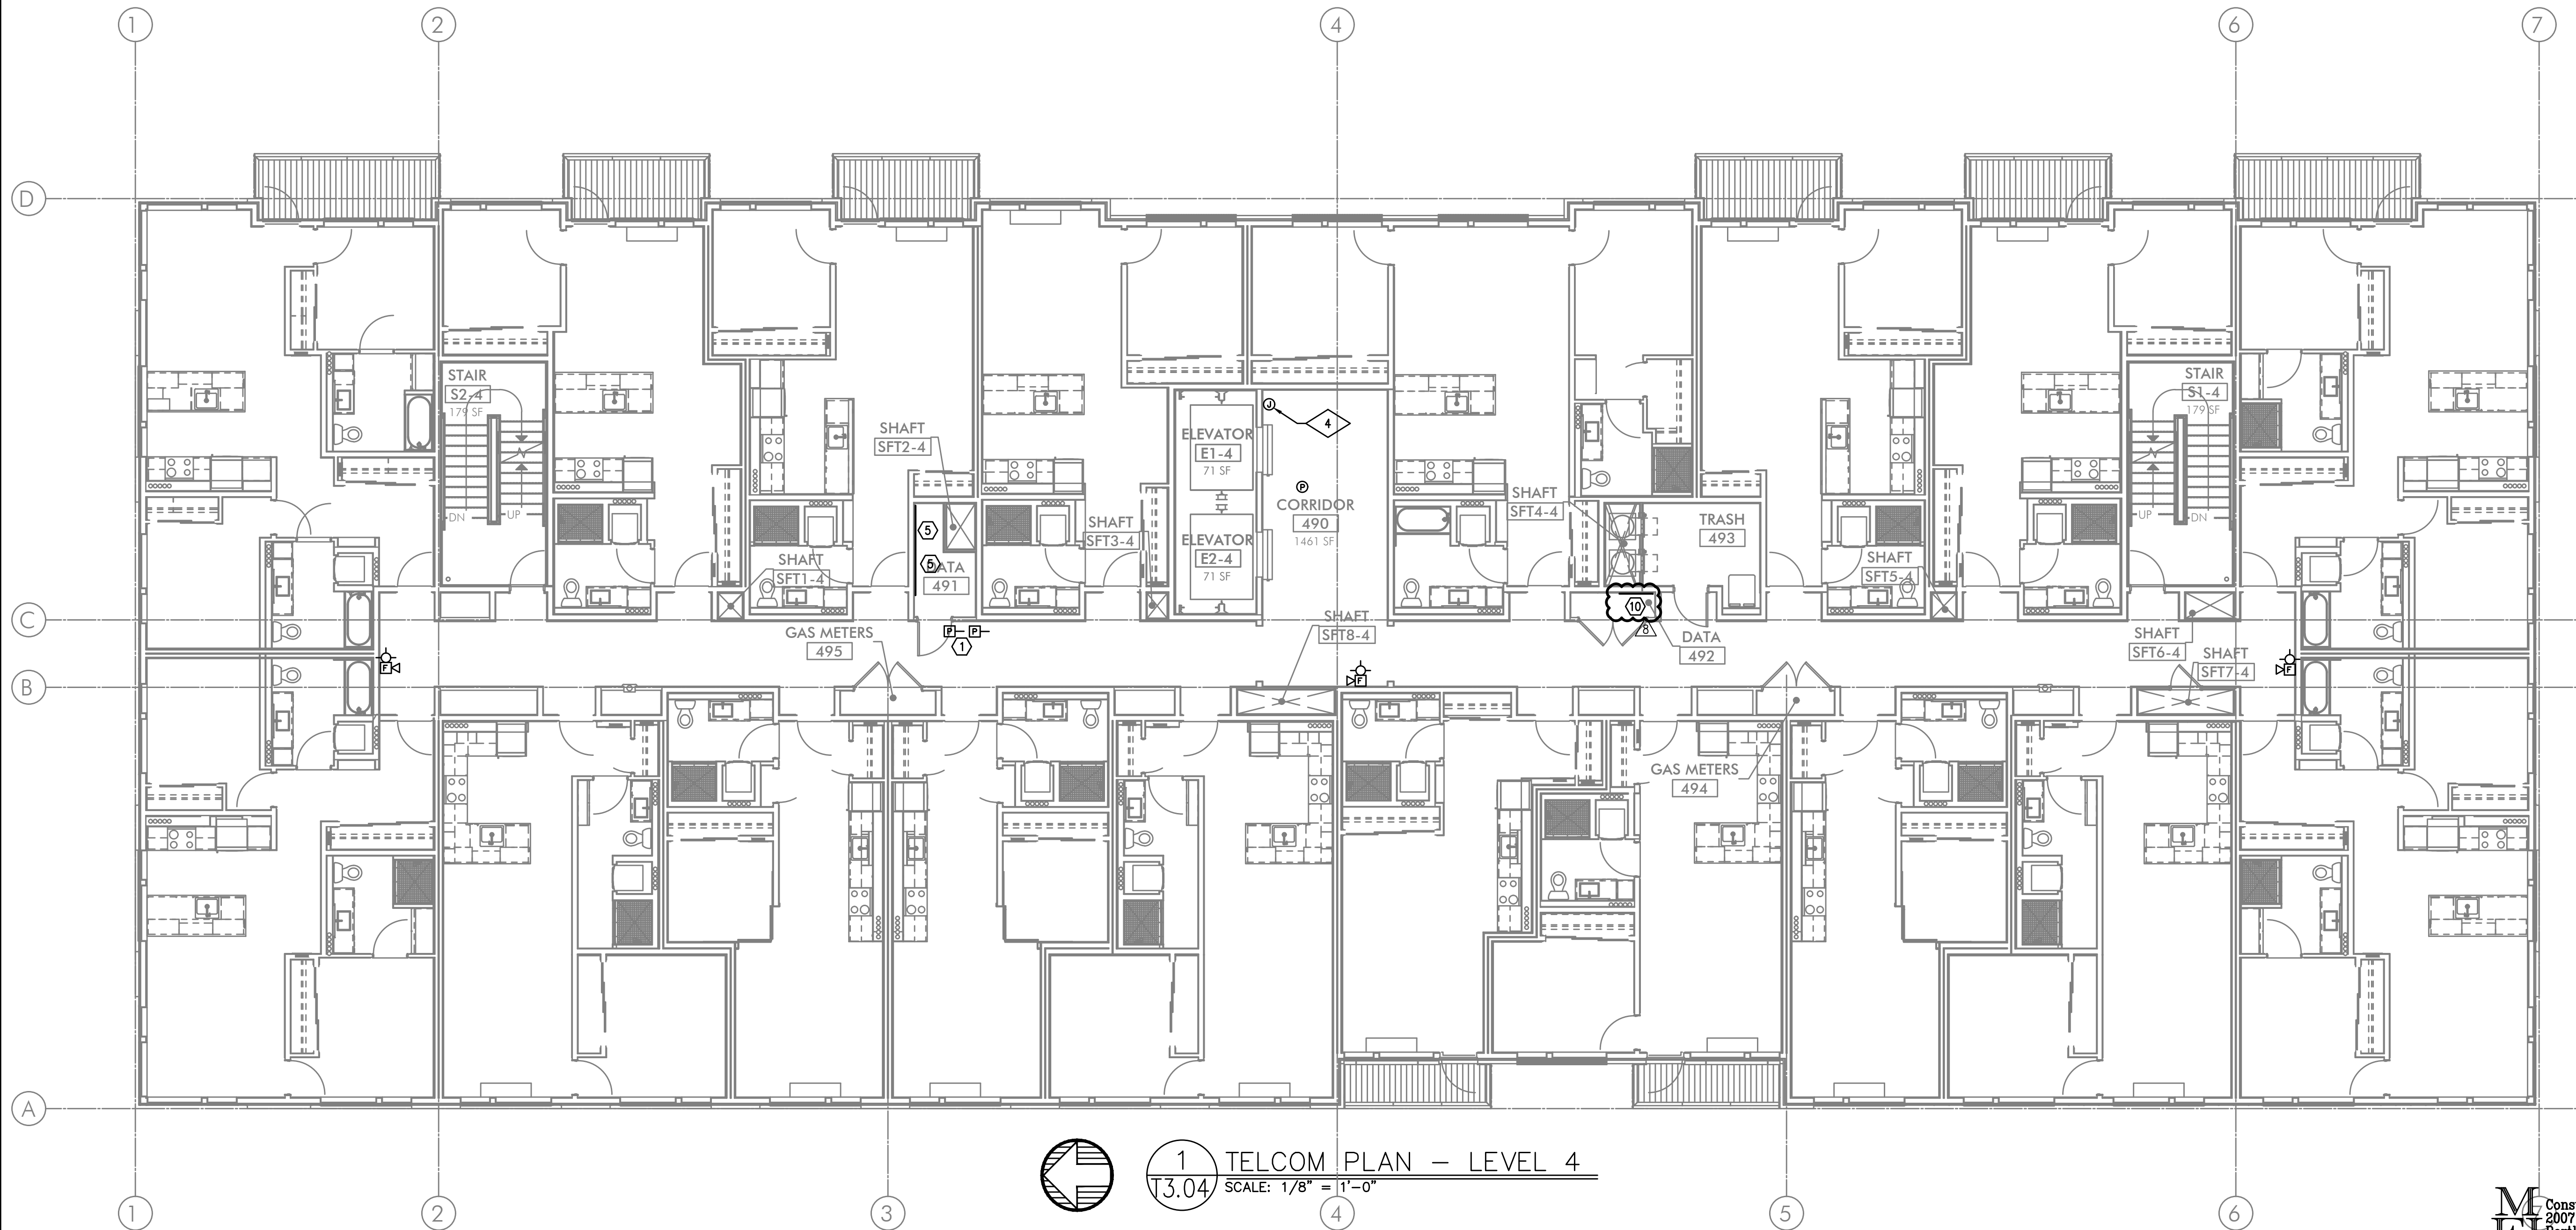 1
2
4
6
7
D
STAIR
S2-4
179 SF
DN
UP
SHAFT
SFT2-4
ELEVATOR
E1-4
71 SF
J
4
P
CORRIDOR
490
1461 SF
SHAFT
SFT4-4
TRASH
493
STAIR
S1-4
179 SF
UP
DN
SHAFT
SFT1-4
5
5
DATA
491
SHAFT
SFT3-4
ELEVATOR
E2-4
71 SF
SHAFT
SFT5-4
C
GAS METERS
495
P
P
1
SHAFT
SFT8-4
10
8
DATA
492
SHAFT
SFT6-4
SHAFT
SFT7-4
F
F
F
B
GAS METERS
494
A
1
T3.04
TELCOM PLAN – LEVEL 4
SCALE: 1/8" = 1'-0"
1
2
3
4
5
6
M
Cons
2007